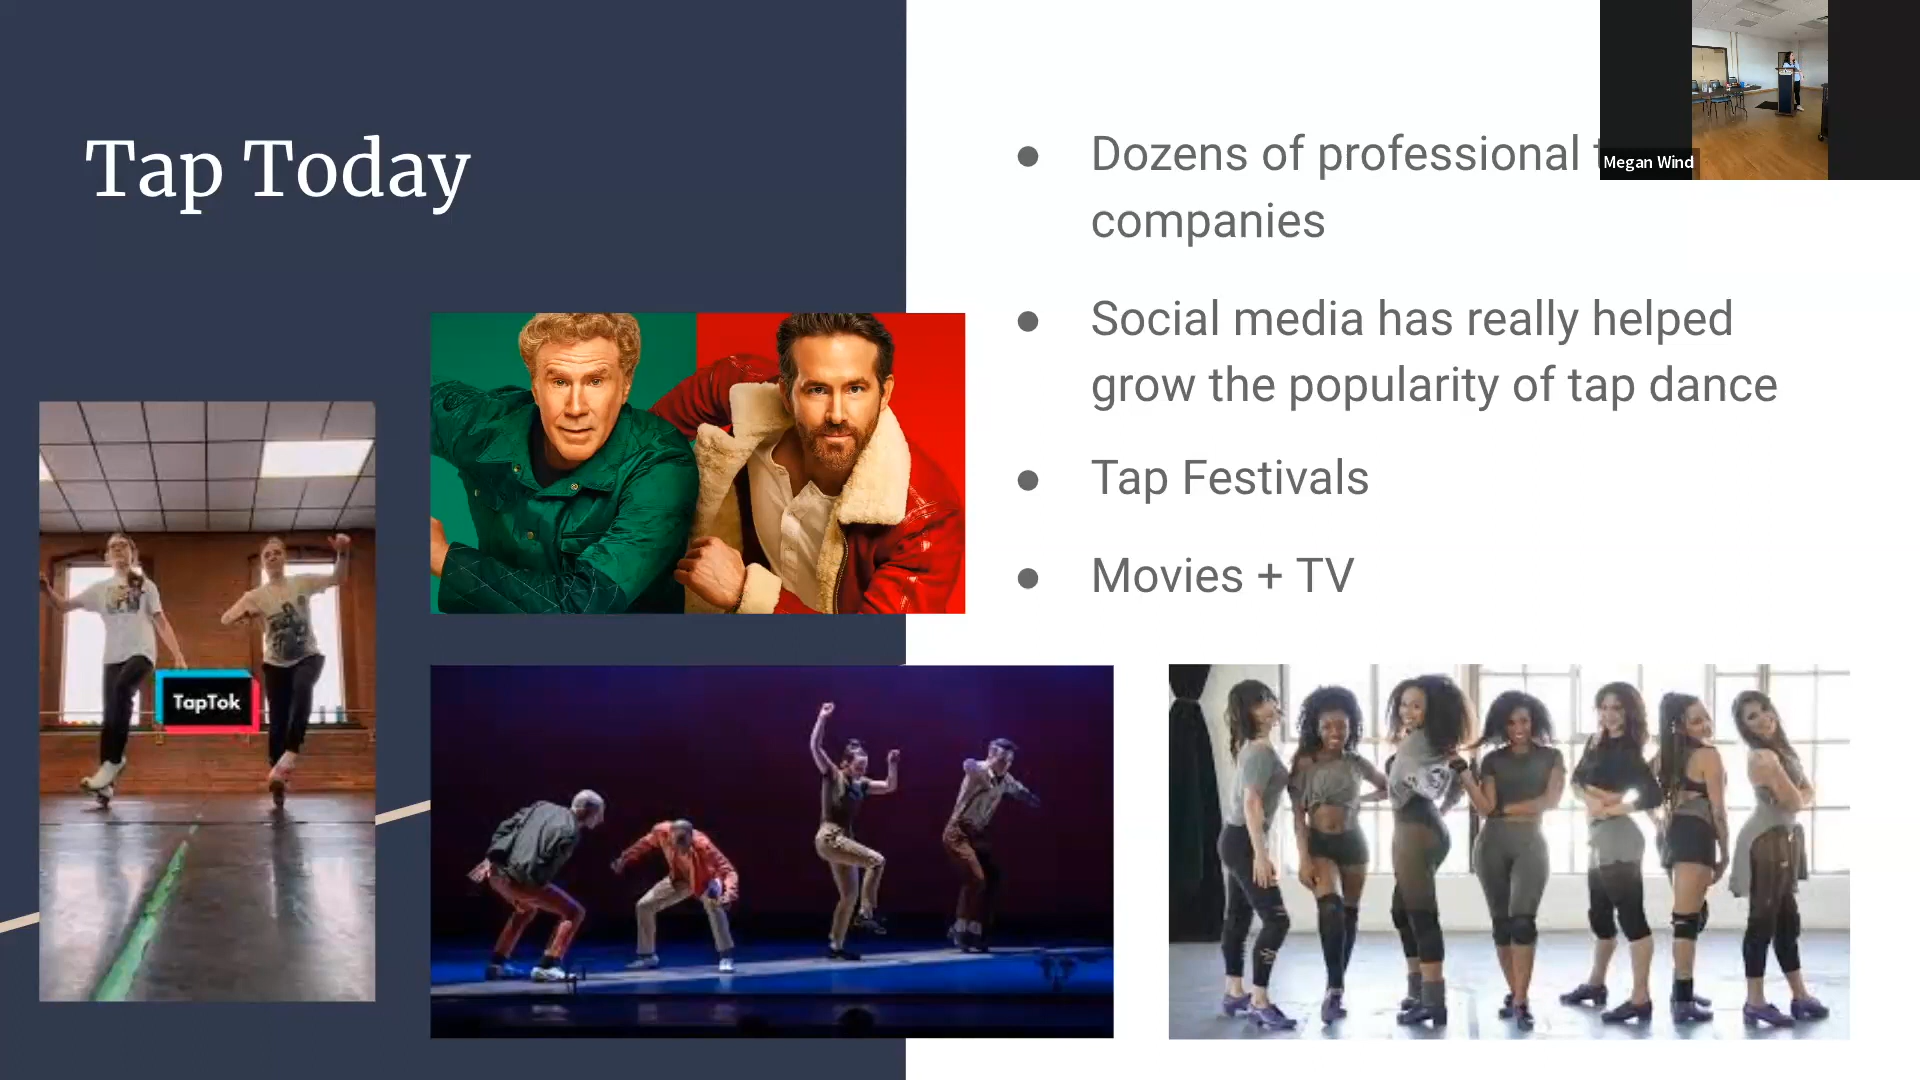 Tap Today
● Dozens of professional
companies
● Social media has really helped
grow the popularity of tap dance
● Tap Festivals
● Movies + TV
TapTok
Megan Wind